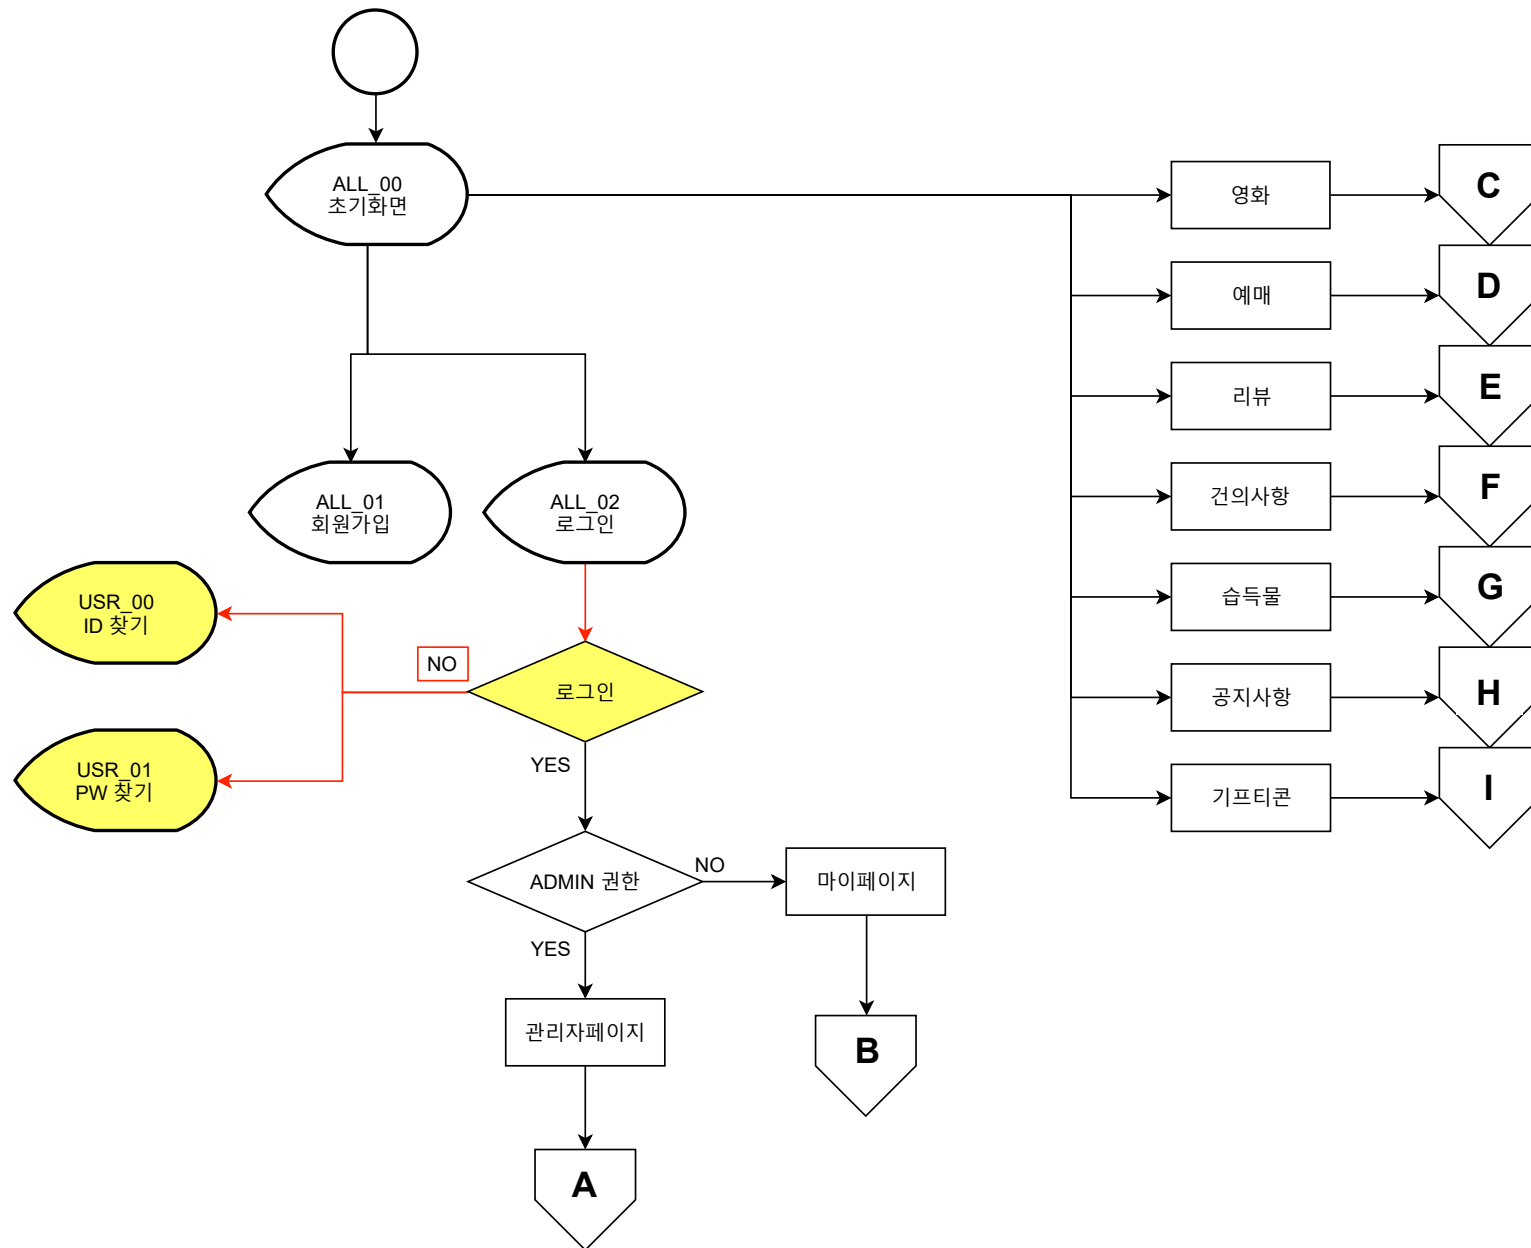 ALL_00
초기화면
영화
C
예매
D
리뷰
E
건의사항
F
습득물
G
공지사항
H
기프티콘
I
ALL_01
회원가입
ALL_02
로그인
USR_00
ID 찾기
NO
로그인
USR_01
PW 찾기
YES
ADMIN 권한
NO
마이페이지
YES
관리자페이지
B
A